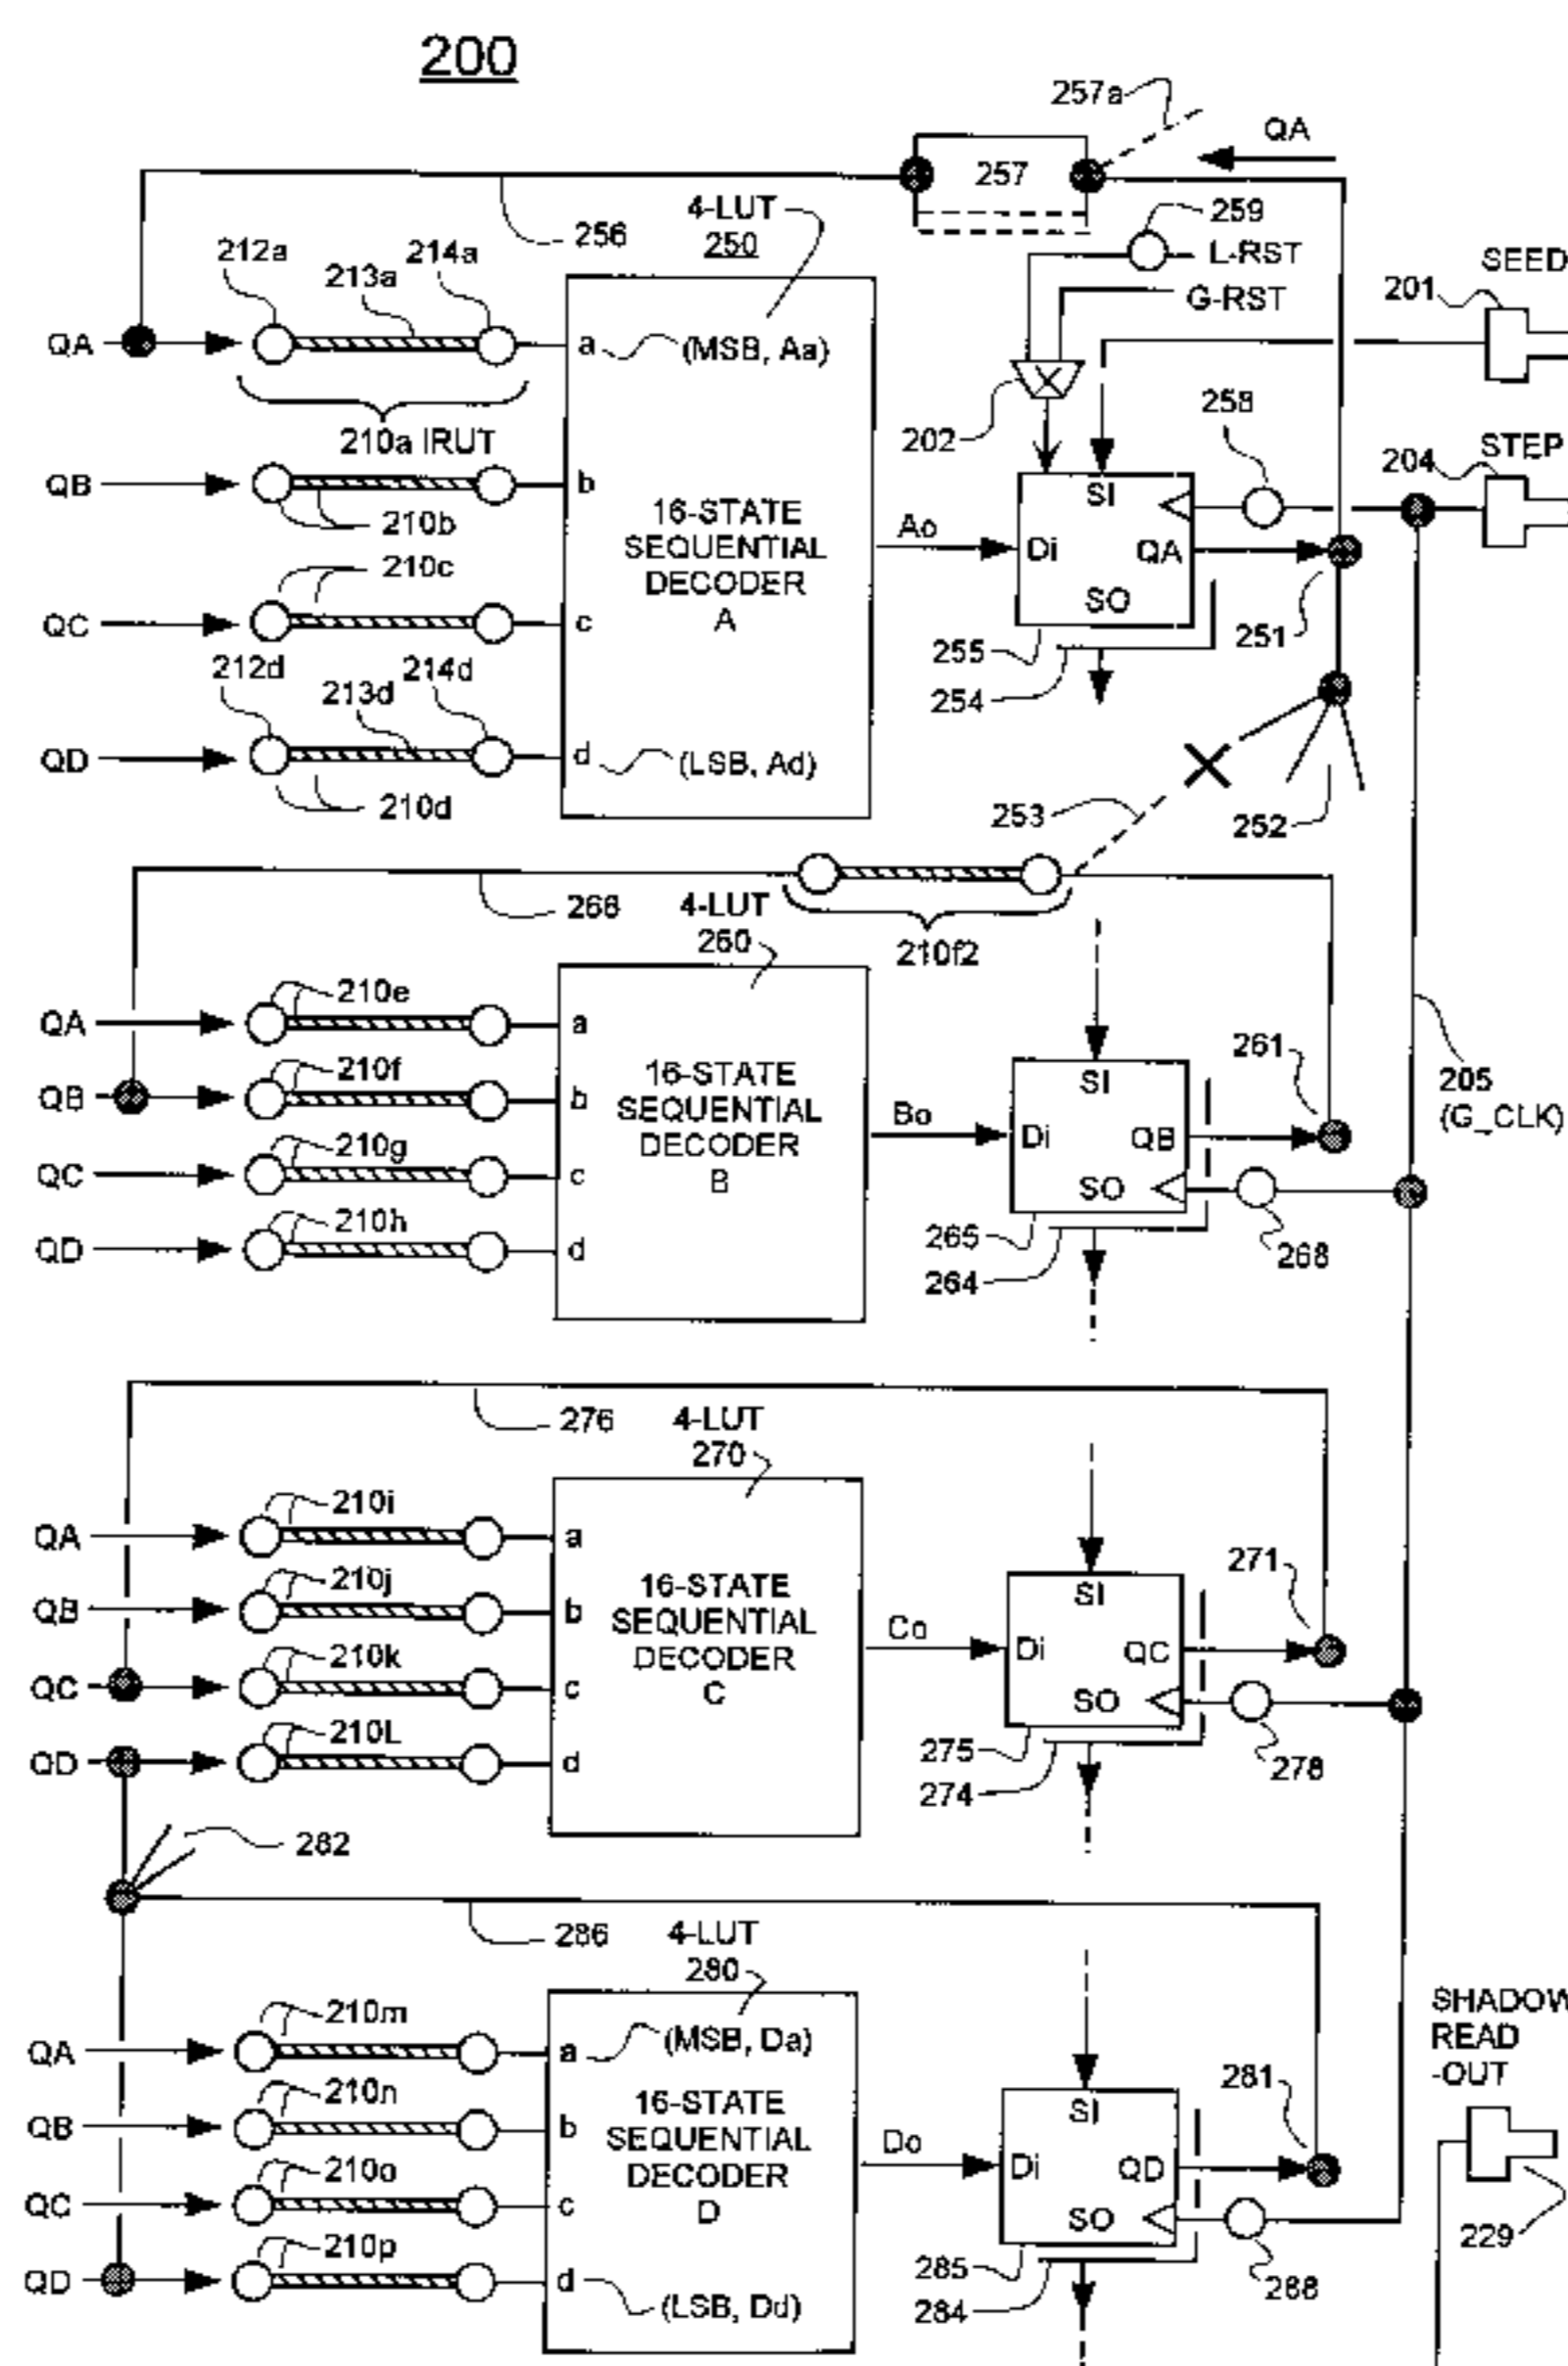 200
257a
QA
257
259
4-LUT
250
256
L-RST
G-RST
SEED
201
212a
213a
214a
QA
a
(MSB, Aa)
210a IRUT
202
258
STEP
204
QB
b
210b
16-STATE
SEQUENTIAL
DECODER
A
Ao
SI
Di
QA
SO
210c
QC
c
255
251
254
212d
213d
214d
QD
d
(LSB, Ad)
210d
253
252
266
4-LUT
260
210f2
QA
210e
a
QB
210f
b
16-STATE
SEQUENTIAL
DECODER
B
Bo
SI
Di
QB
SO
261
205
(G_CLK)
QC
210g
c
QD
210h
d
265
264
268
276
4-LUT
270
QA
210i
a
QB
210j
b
16-STATE
SEQUENTIAL
DECODER
C
Co
SI
Di
QC
SO
271
QC
210k
c
QD
210L
d
275
274
278
282
286
4-LUT
280
SHADOW
READ
-OUT
QA
210m
a
(MSB, Da)
QB
210n
b
16-STATE
SEQUENTIAL
DECODER
D
Do
SI
Di
QD
SO
281
QC
210o
c
229
QD
210p
d
(LSB, Dd)
285
284
288